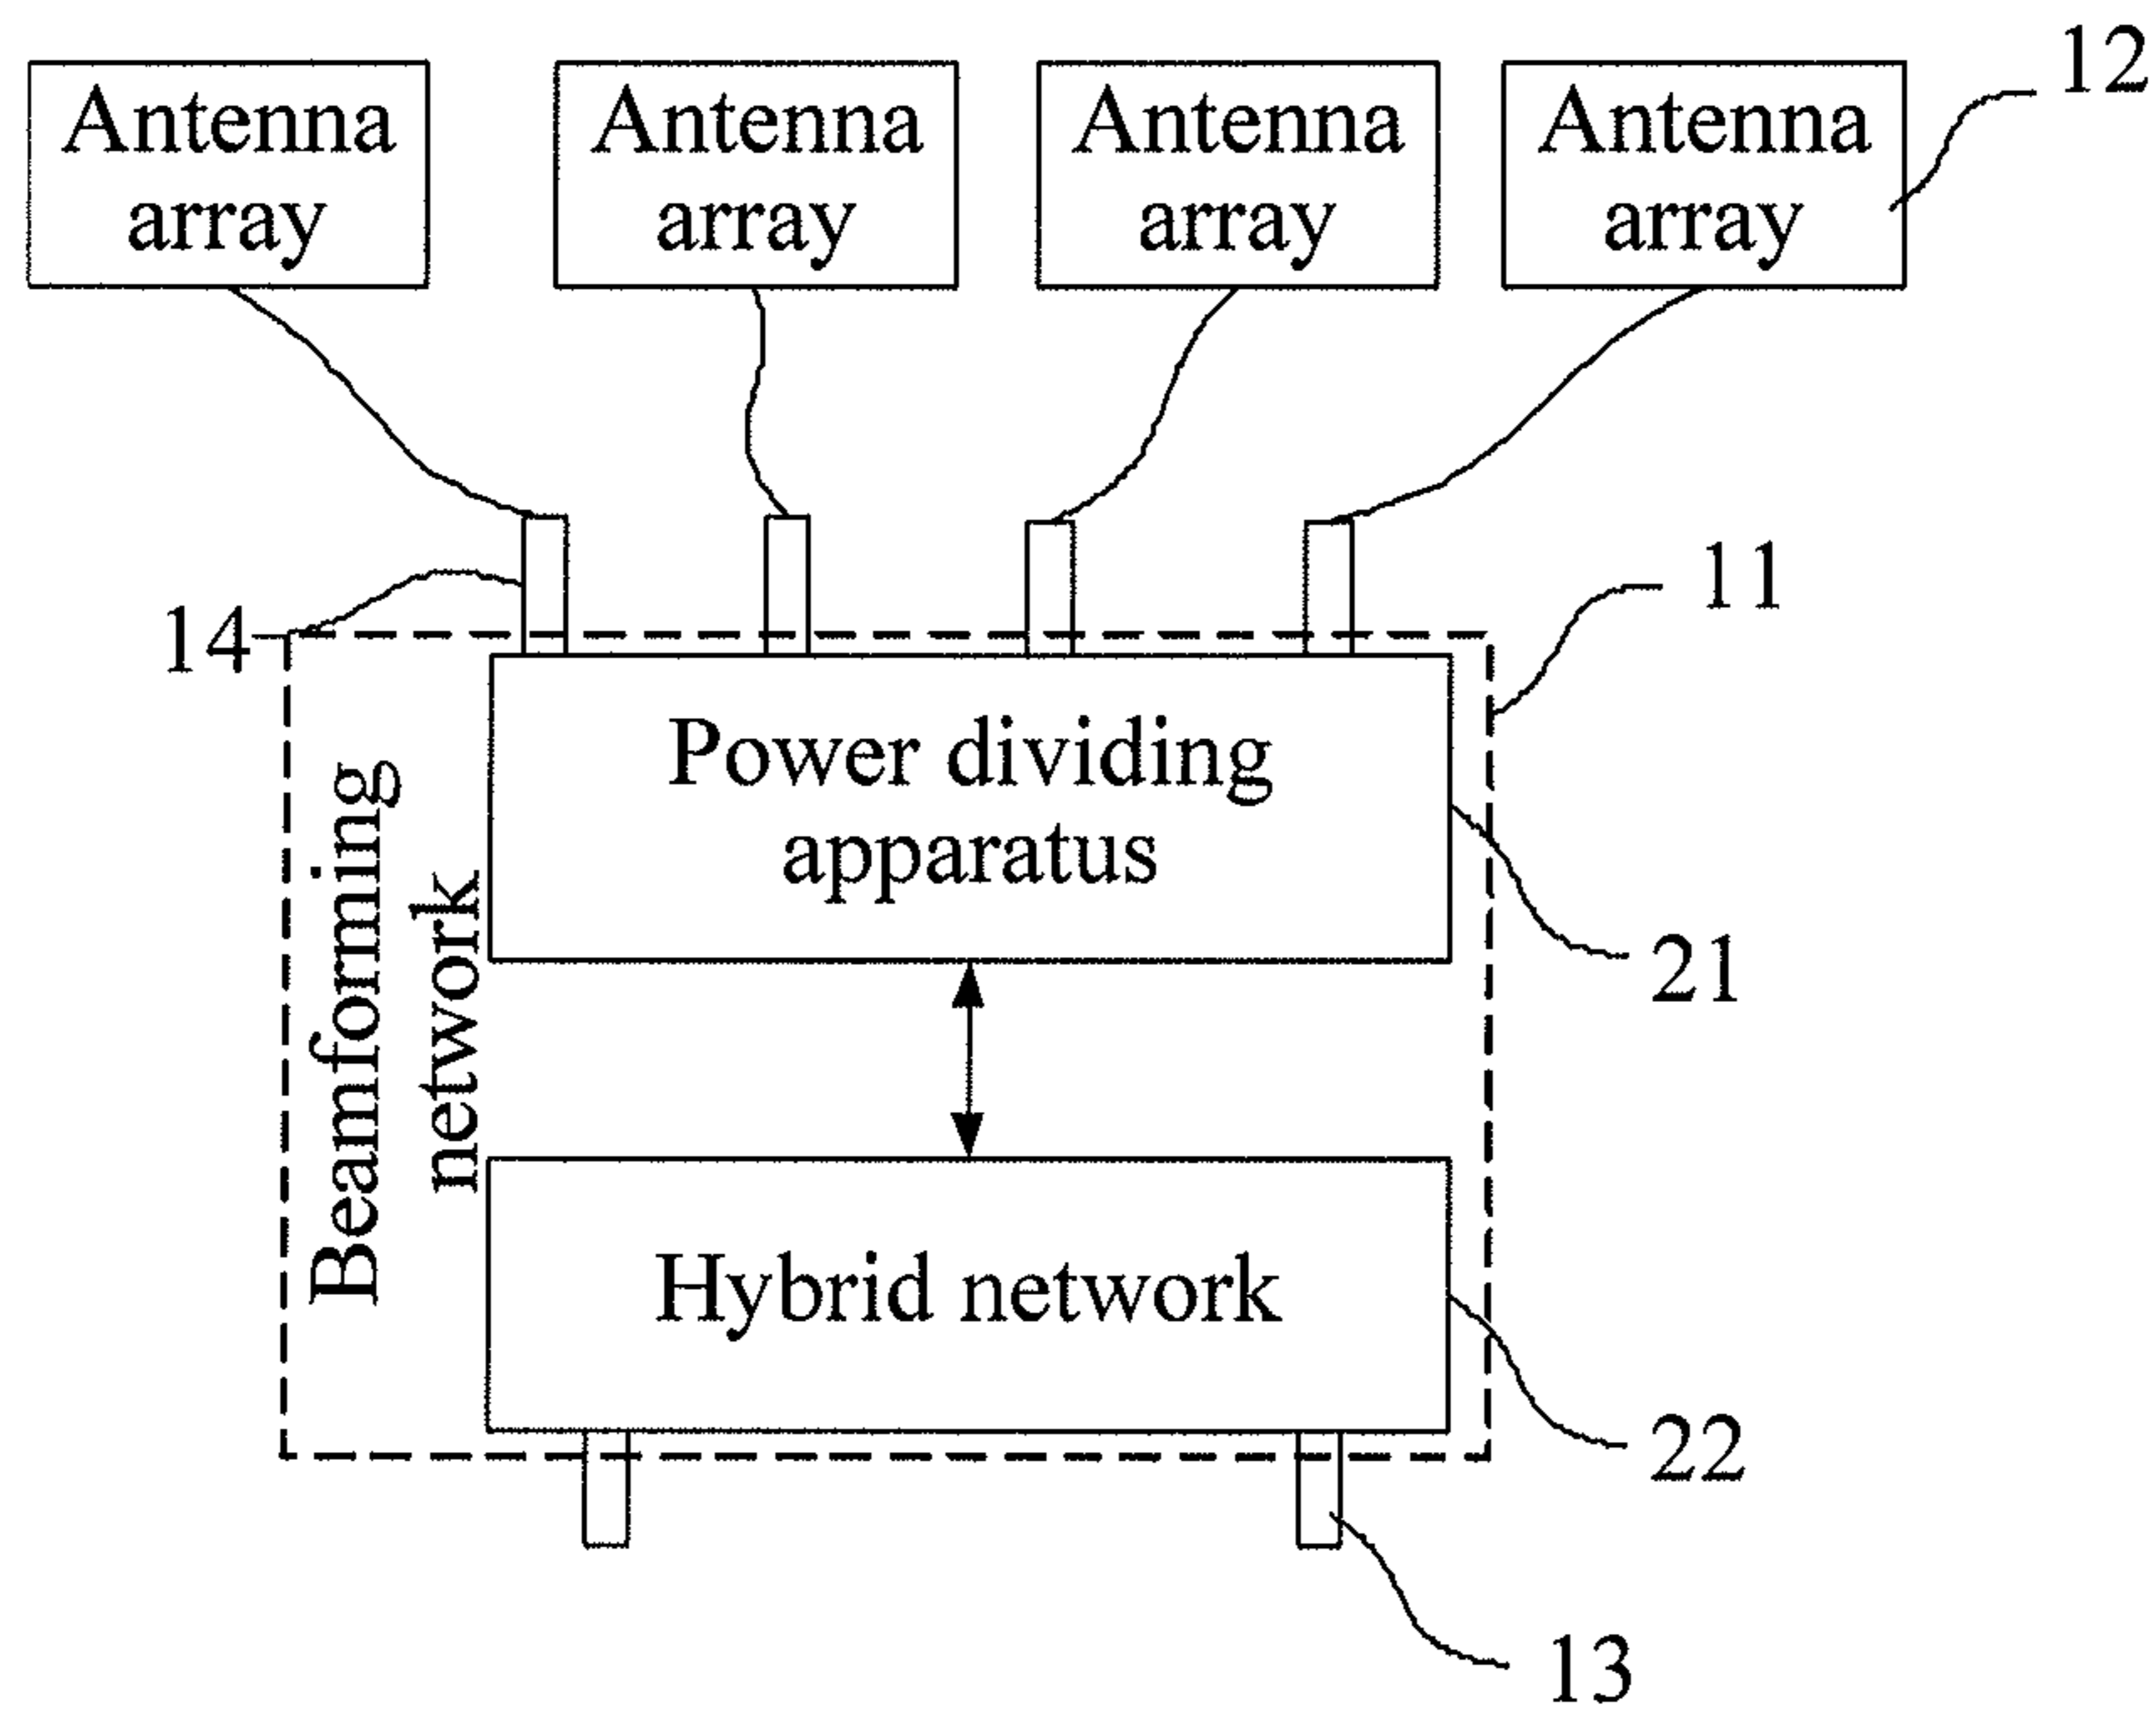 Antenna
array
Antenna
array
Antenna
array
Antenna
array
12
11
14
Power dividing
apparatus
Beamforming
network
21
Hybrid network
22
13